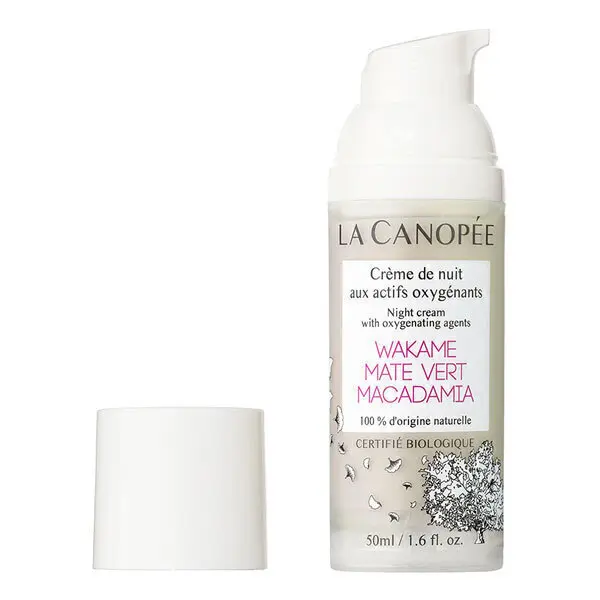 LA CANOPÉE
Crème de nuit
aux actifs oxygénants
Night cream
with oxygenating agents
WAKAME
MATE VERT
MACADAMIA
100 % d'origine naturelle
CERTIFIÉ BIOLOGIQUE
50ml / 1.6 fl. oz.